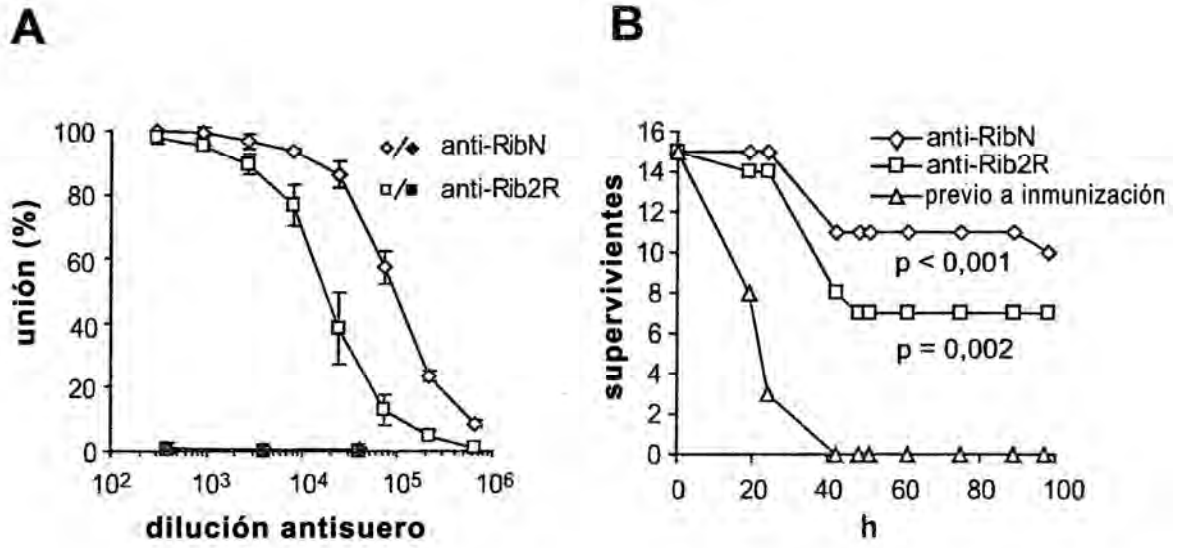 A
B
unión (%)
100
80
60
40
20
0
10²
10³
10⁴
10⁵
10⁶
dilución antisuero
◇/◆ anti-RibN
□/■ anti-Rib2R
supervivientes
16
14
12
10
8
6
4
2
0
0
20
40
60
80
100
h
anti-RibN
anti-Rib2R
previo a inmunización
p < 0,001
p = 0,002